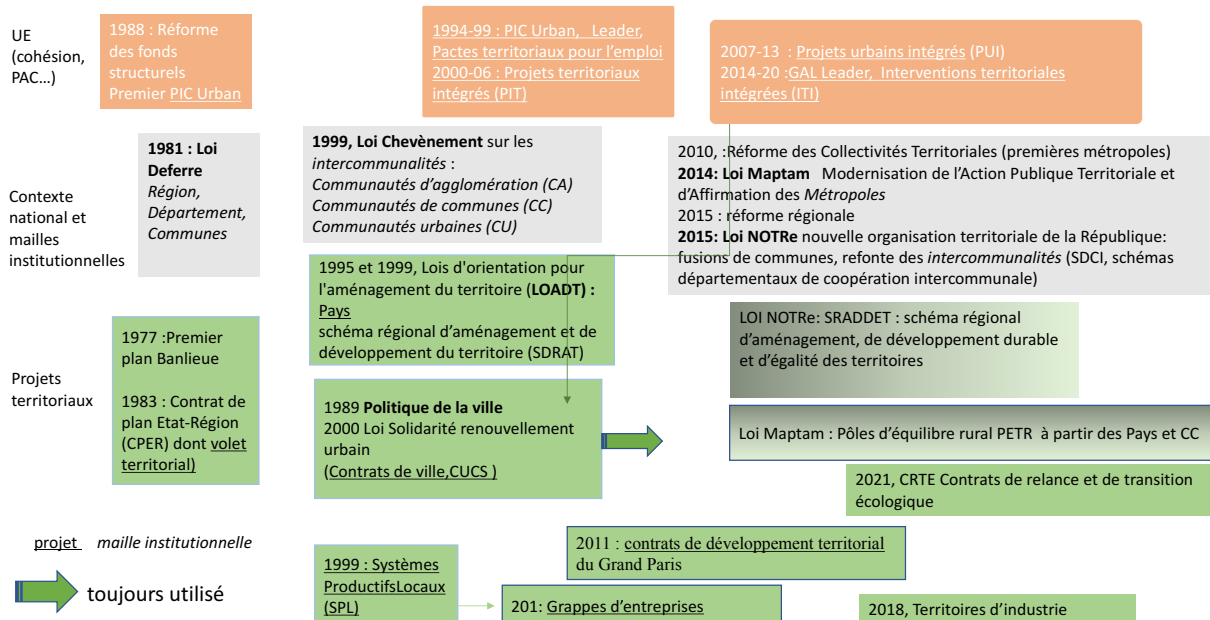 UE
(cohésion,
PAC…)
1988 : Réforme
des fonds
structurels
Premier PIC Urban
1994-99 : PIC Urban, Leader,
Pactes territoriaux pour l'emploi
2000-06 : Projets territoriaux
intégrés (PIT)
2007-13 : Projets urbains intégrés (PUI)
2014-20 :GAL Leader, Interventions territoriales
intégrées (ITI)
Contexte
national et
mailles
institutionnelles
1981 : Loi
Deferre
Région,
Département,
Communes
1999, Loi Chevènement sur les
intercommunalités :
Communautés d'agglomération (CA)
Communautés de communes (CC)
Communautés urbaines (CU)
2010, :Réforme des Collectivités Territoriales (premières métropoles)
2014: Loi Maptam Modernisation de l'Action Publique Territoriale et
d'Affirmation des Métropoles
2015 : réforme régionale
2015: Loi NOTRe nouvelle organisation territoriale de la République:
fusions de communes, refonte des intercommunalités (SDCI, schémas
départementaux de coopération intercommunale)
Projets
territoriaux
1977 :Premier
plan Banlieue
1983 : Contrat de
plan Etat-Région
(CPER) dont volet
territorial)
1995 et 1999, Lois d'orientation pour
l'aménagement du territoire (LOADT) :
Pays
schéma régional d'aménagement et de
développement du territoire (SDRAT)
LOI NOTRe: SRADDET : schéma régional
d'aménagement, de développement durable
et d'égalité des territoires
1989 Politique de la ville
2000 Loi Solidarité renouvellement
urbain
(Contrats de ville,CUCS )
Loi Maptam : Pôles d'équilibre rural PETR à partir des Pays et CC
2021, CRTE Contrats de relance et de transition
écologique
projet maille institutionnelle
toujours utilisé
1999 : Systèmes
ProductifsLocaux
(SPL)
2011 : contrats de développement territorial
du Grand Paris
201: Grappes d'entreprises
2018, Territoires d'industrie